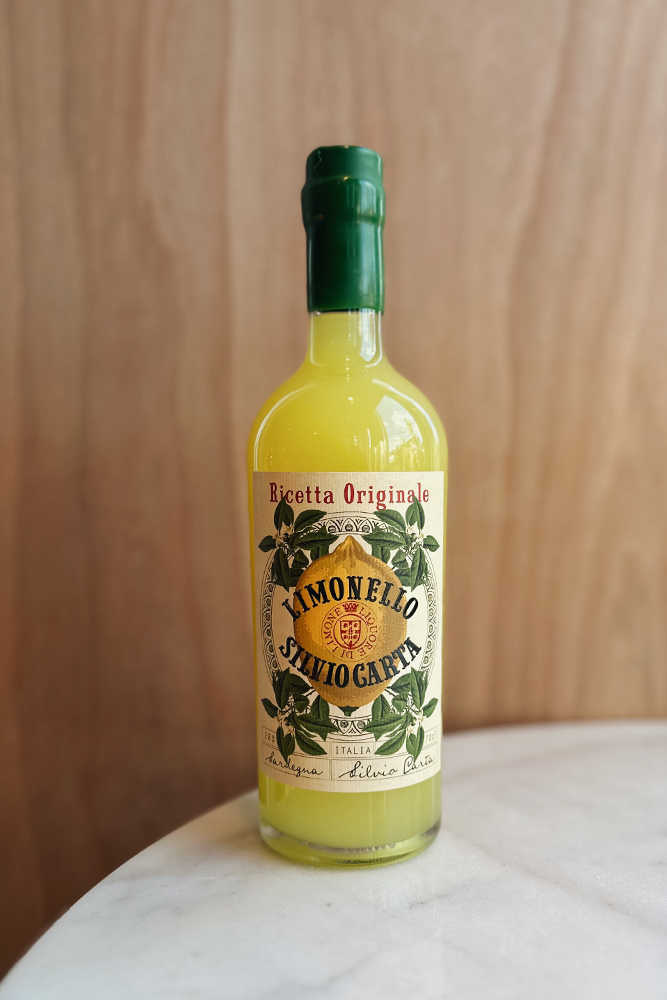 Ricetta Originale
LIMONELLO
LIQUORE DI LIMONE
SILVIO CARTA
ITALIA
Sardegna
Silvio Carta